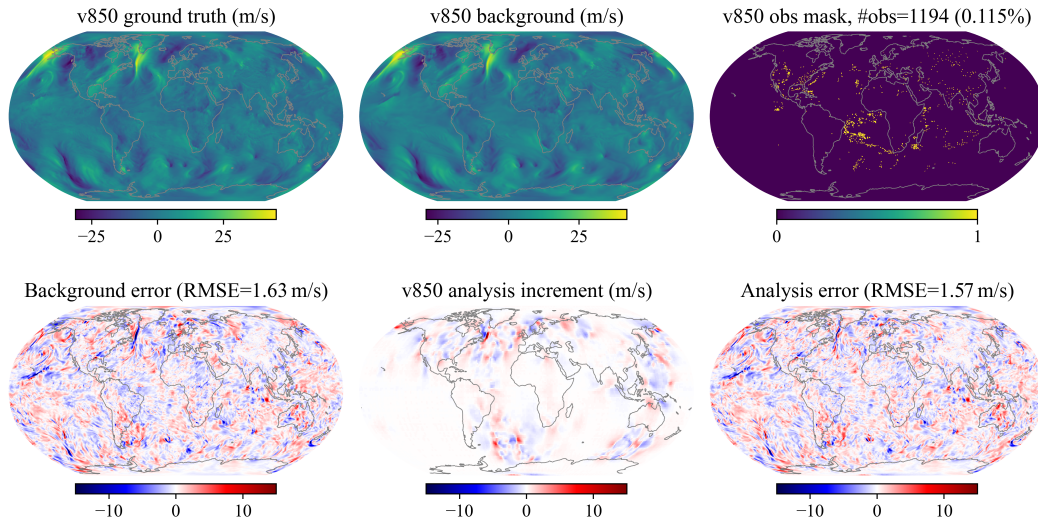 v850 ground truth (m/s)
v850 background (m/s)
v850 obs mask, #obs=1194 (0.115%)
−25 0 25
−25 0 25
0 1
Background error (RMSE=1.63 m/s)
v850 analysis increment (m/s)
Analysis error (RMSE=1.57 m/s)
−10 0 10
−10 0 10
−10 0 10